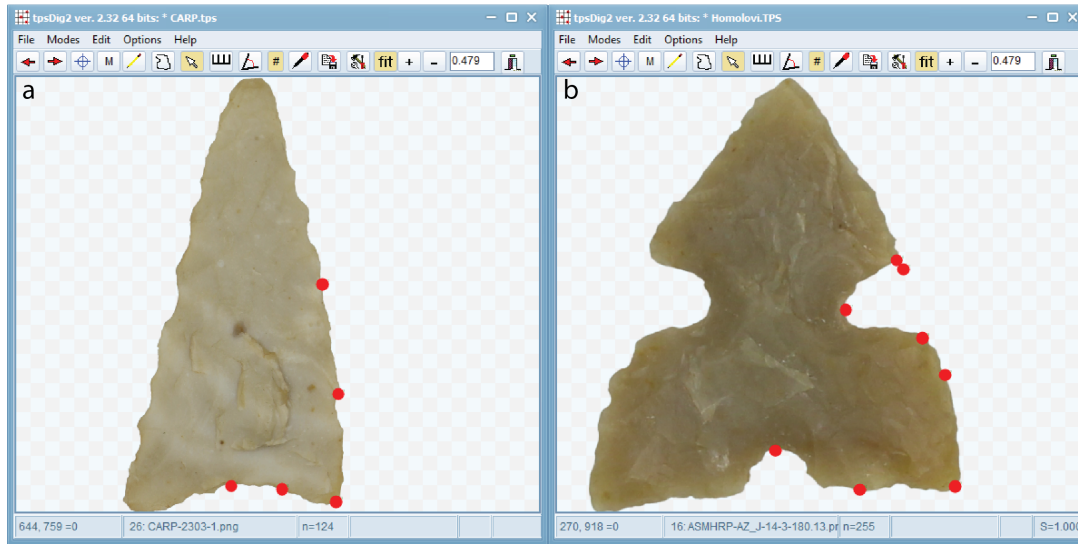 tpsDig2 ver. 2.32 64 bits: * CARP.tps
File Modes Edit Options Help
M # fit + - 0.479
a
644, 759 =0 26: CARP-2303-1.png n=124
tpsDig2 ver. 2.32 64 bits: * Homolovi.TPS
File Modes Edit Options Help
M # fit + - 0.479
b
270, 918 =0 16: ASMHRP-AZ_J-14-3-180.13.pr n=255 S=1.000